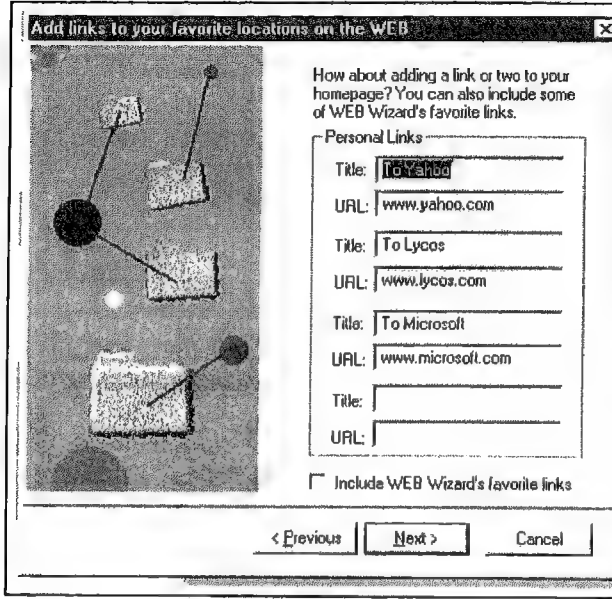 Add links to your favorite locations on the WEB
How about adding a link or two to your
homepage? You can also include some
of WEB Wizard's favorite links.
Personal Links
Title: To Yahoo
URL: www.yahoo.com
Title: To Lycos
URL: www.lycos.com
Title: To Microsoft
URL: www.microsoft.com
Title:
URL:
Include WEB Wizard's favorite links
< Previous Next > Cancel